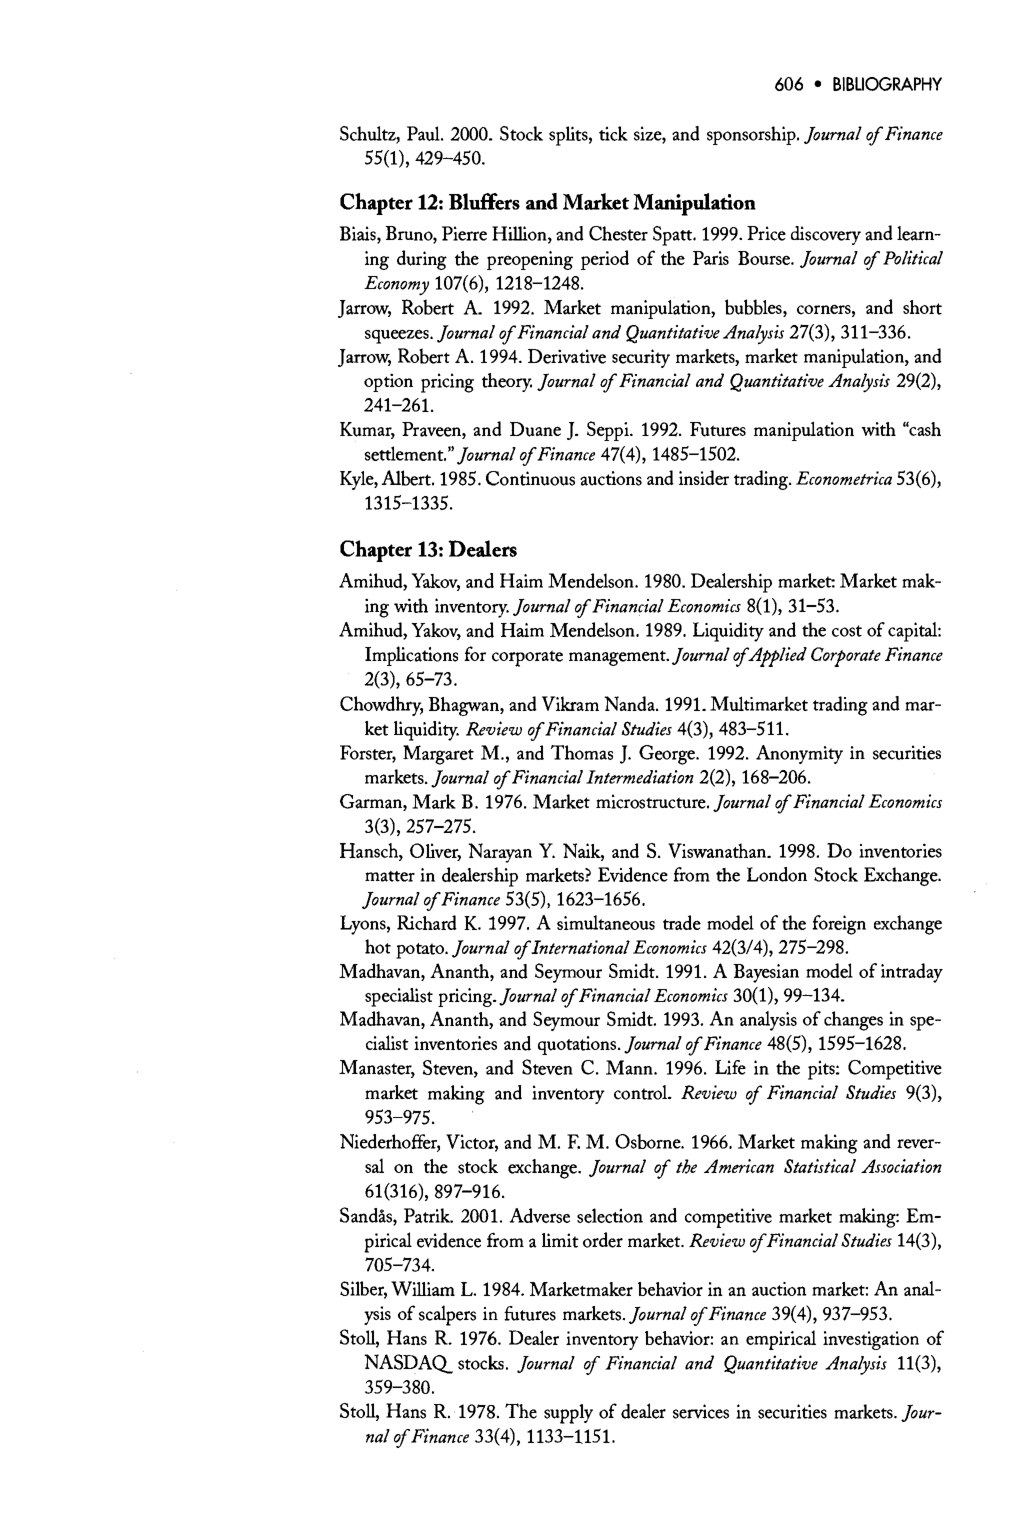 606 • BIBLIOGRAPHY
Schultz, Paul. 2000. Stock splits, tick size, and sponsorship. Journal of Finance
55(1), 429–450.
Chapter 12: Bluffers and Market Manipulation
Biais, Bruno, Pierre Hillion, and Chester Spatt. 1999. Price discovery and learn-
ing during the preopening period of the Paris Bourse. Journal of Political
Economy 107(6), 1218–1248.
Jarrow, Robert A. 1992. Market manipulation, bubbles, corners, and short
squeezes. Journal of Financial and Quantitative Analysis 27(3), 311–336.
Jarrow, Robert A. 1994. Derivative security markets, market manipulation, and
option pricing theory. Journal of Financial and Quantitative Analysis 29(2),
241–261.
Kumar, Praveen, and Duane J. Seppi. 1992. Futures manipulation with “cash
settlement.” Journal of Finance 47(4), 1485–1502.
Kyle, Albert. 1985. Continuous auctions and insider trading. Econometrica 53(6),
1315–1335.
Chapter 13: Dealers
Amihud, Yakov, and Haim Mendelson. 1980. Dealership market: Market mak-
ing with inventory. Journal of Financial Economics 8(1), 31–53.
Amihud, Yakov, and Haim Mendelson. 1989. Liquidity and the cost of capital:
Implications for corporate management. Journal of Applied Corporate Finance
2(3), 65–73.
Chowdhry, Bhagwan, and Vikram Nanda. 1991. Multimarket trading and mar-
ket liquidity. Review of Financial Studies 4(3), 483–511.
Forster, Margaret M., and Thomas J. George. 1992. Anonymity in securities
markets. Journal of Financial Intermediation 2(2), 168–206.
Garman, Mark B. 1976. Market microstructure. Journal of Financial Economics
3(3), 257–275.
Hansch, Oliver, Narayan Y. Naik, and S. Viswanathan. 1998. Do inventories
matter in dealership markets? Evidence from the London Stock Exchange.
Journal of Finance 53(5), 1623–1656.
Lyons, Richard K. 1997. A simultaneous trade model of the foreign exchange
hot potato. Journal of International Economics 42(3/4), 275–298.
Madhavan, Ananth, and Seymour Smidt. 1991. A Bayesian model of intraday
specialist pricing. Journal of Financial Economics 30(1), 99–134.
Madhavan, Ananth, and Seymour Smidt. 1993. An analysis of changes in spe-
cialist inventories and quotations. Journal of Finance 48(5), 1595–1628.
Manaster, Steven, and Steven C. Mann. 1996. Life in the pits: Competitive
market making and inventory control. Review of Financial Studies 9(3),
953–975.
Niederhoffer, Victor, and M. F. M. Osborne. 1966. Market making and rever-
sal on the stock exchange. Journal of the American Statistical Association
61(316), 897–916.
Sandås, Patrik. 2001. Adverse selection and competitive market making: Em-
pirical evidence from a limit order market. Review of Financial Studies 14(3),
705–734.
Silber, William L. 1984. Marketmaker behavior in an auction market: An anal-
ysis of scalpers in futures markets. Journal of Finance 39(4), 937–953.
Stoll, Hans R. 1976. Dealer inventory behavior: an empirical investigation of
NASDAQ stocks. Journal of Financial and Quantitative Analysis 11(3),
359–380.
Stoll, Hans R. 1978. The supply of dealer services in securities markets. Jour-
nal of Finance 33(4), 1133–1151.